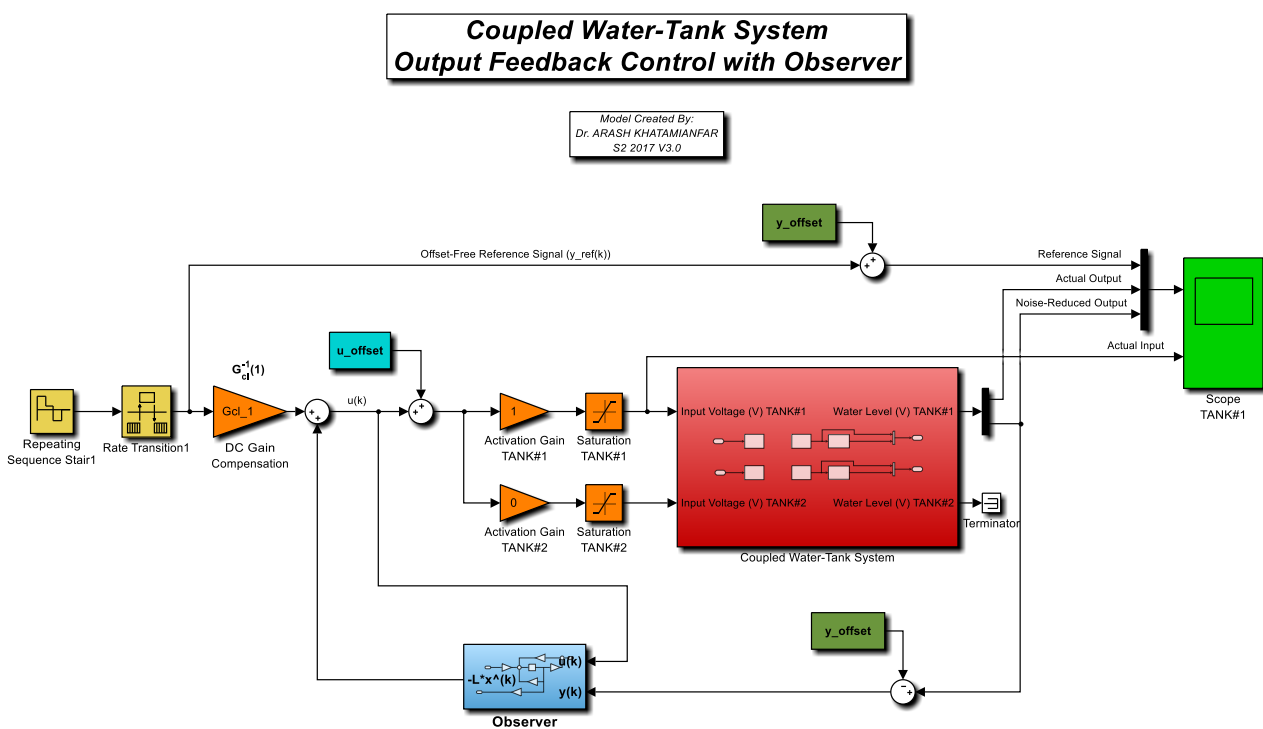 Coupled Water-Tank System
Output Feedback Control with Observer
Model Created By:
Dr. ARASH KHATAMIANFAR
S2 2017 V3.0
y_offset
Offset-Free Reference Signal (y_ref(k))
Reference Signal
Actual Output
Noise-Reduced Output
Actual Input
Scope
TANK#1
u_offset
G_cl^-1(1)
Gcl_1
u(k)
Repeating
Sequence Stair1
Rate Transition1
DC Gain
Compensation
1
Activation Gain
TANK#1
Saturation
TANK#1
Input Voltage (V) TANK#1
Water Level (V) TANK#1
0
Activation Gain
TANK#2
Saturation
TANK#2
Input Voltage (V) TANK#2
Water Level (V) TANK#2
Terminator
Coupled Water-Tank System
y_offset
u(k)
-L*x^(k)
y(k)
Observer